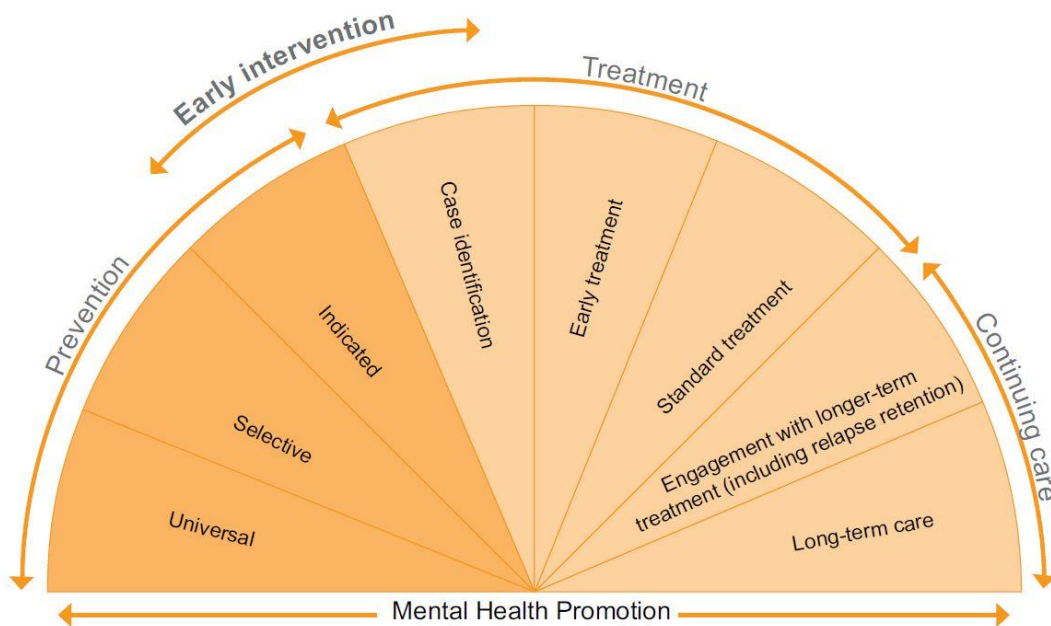 Early intervention
Treatment
Prevention
Continuing care
Universal
Selective
Indicated
Case identification
Early treatment
Standard treatment
Engagement with longer-term
treatment (including relapse retention)
Long-term care
Mental Health Promotion